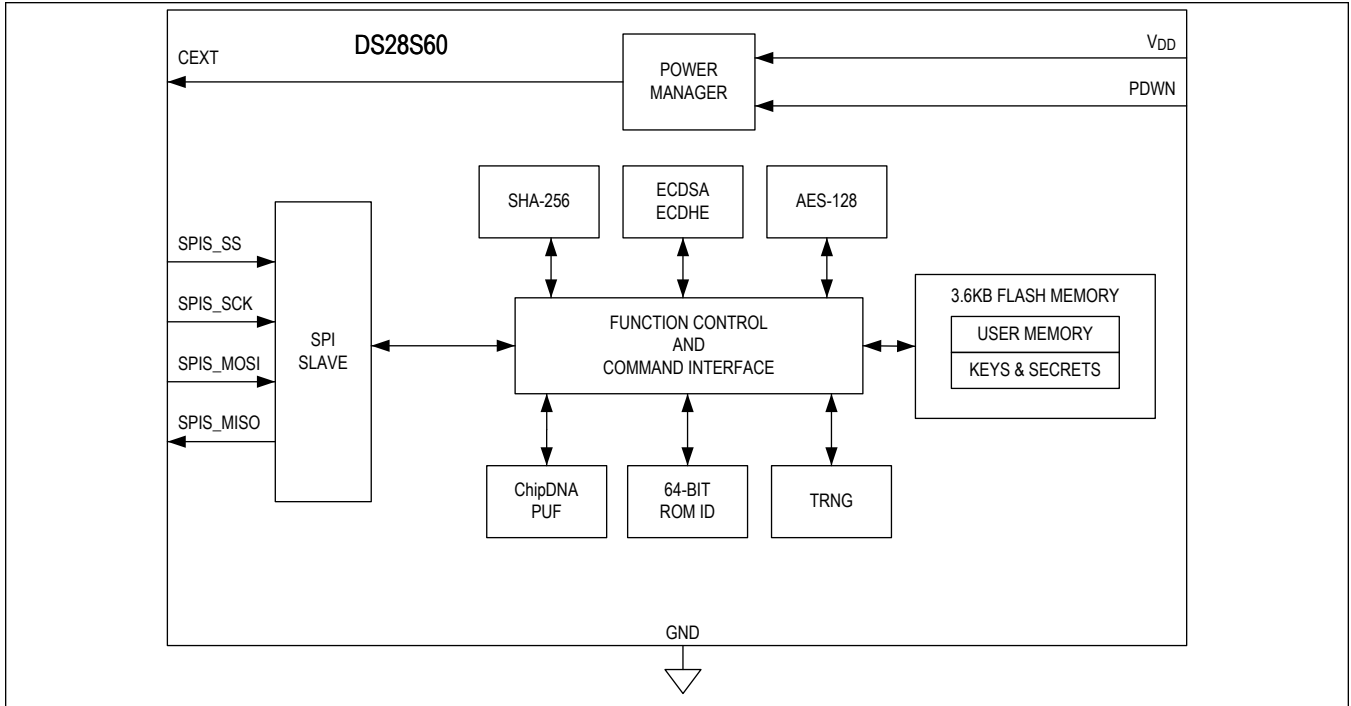 DS28S60
CEXT
POWER
MANAGER
VDD
PDWN
SHA-256
ECDSA
ECDHE
AES-128
SPIS_SS
SPIS_SCK
SPIS_MOSI
SPIS_MISO
SPI
SLAVE
FUNCTION CONTROL
AND
COMMAND INTERFACE
3.6KB FLASH MEMORY
USER MEMORY
KEYS & SECRETS
ChipDNA
PUF
64-BIT
ROM ID
TRNG
GND